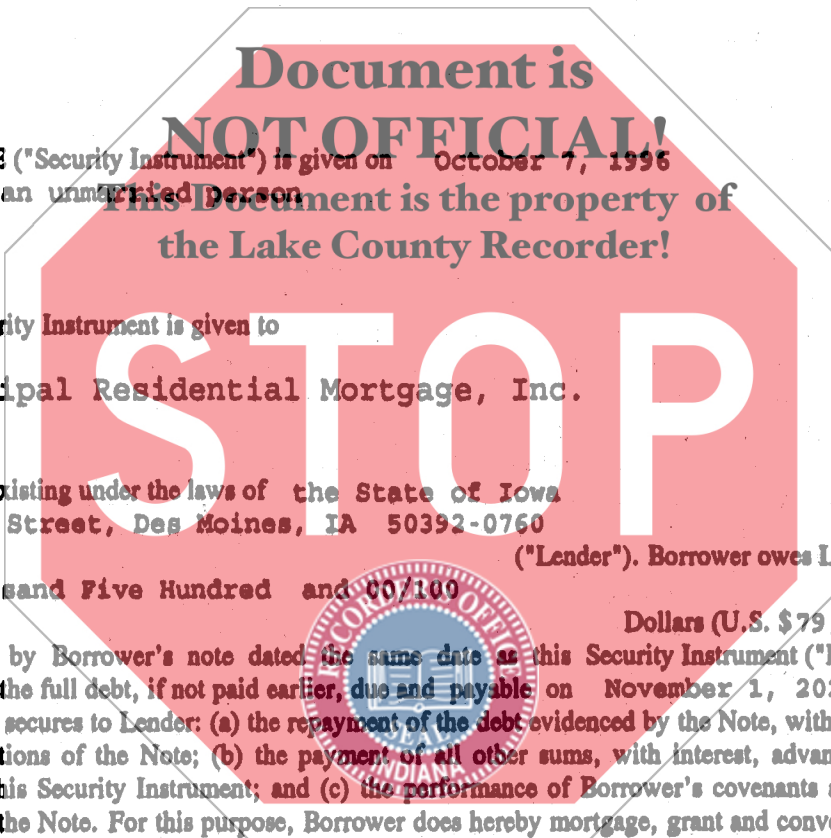 Document is
NOT OFFICIAL!
("Security Instrument") is given on October 7, 1996
an unmarried person
This Document is the property of
the Lake County Recorder!
rity Instrument is given to
STOP
ipal Residential Mortgage, Inc.
xisting under the laws of the State of Iowa
Street, Des Moines, IA 50392-0760
("Lender"). Borrower owes L
sand Five Hundred and 00/100
RECORDER'S OFFICE
Dollars (U.S. $ 79
by Borrower's note dated the same date as this Security Instrument ("
the full debt, if not paid earlier, due and payable on November 1, 20
secures to Lender: (a) the repayment of the debt evidenced by the Note, with
SEAL
tions of the Note; (b) the payment of all other sums, with interest, advan
INDIANA
his Security Instrument; and (c) the performance of Borrower's covenants a
the Note. For this purpose, Borrower does hereby mortgage, grant and conve